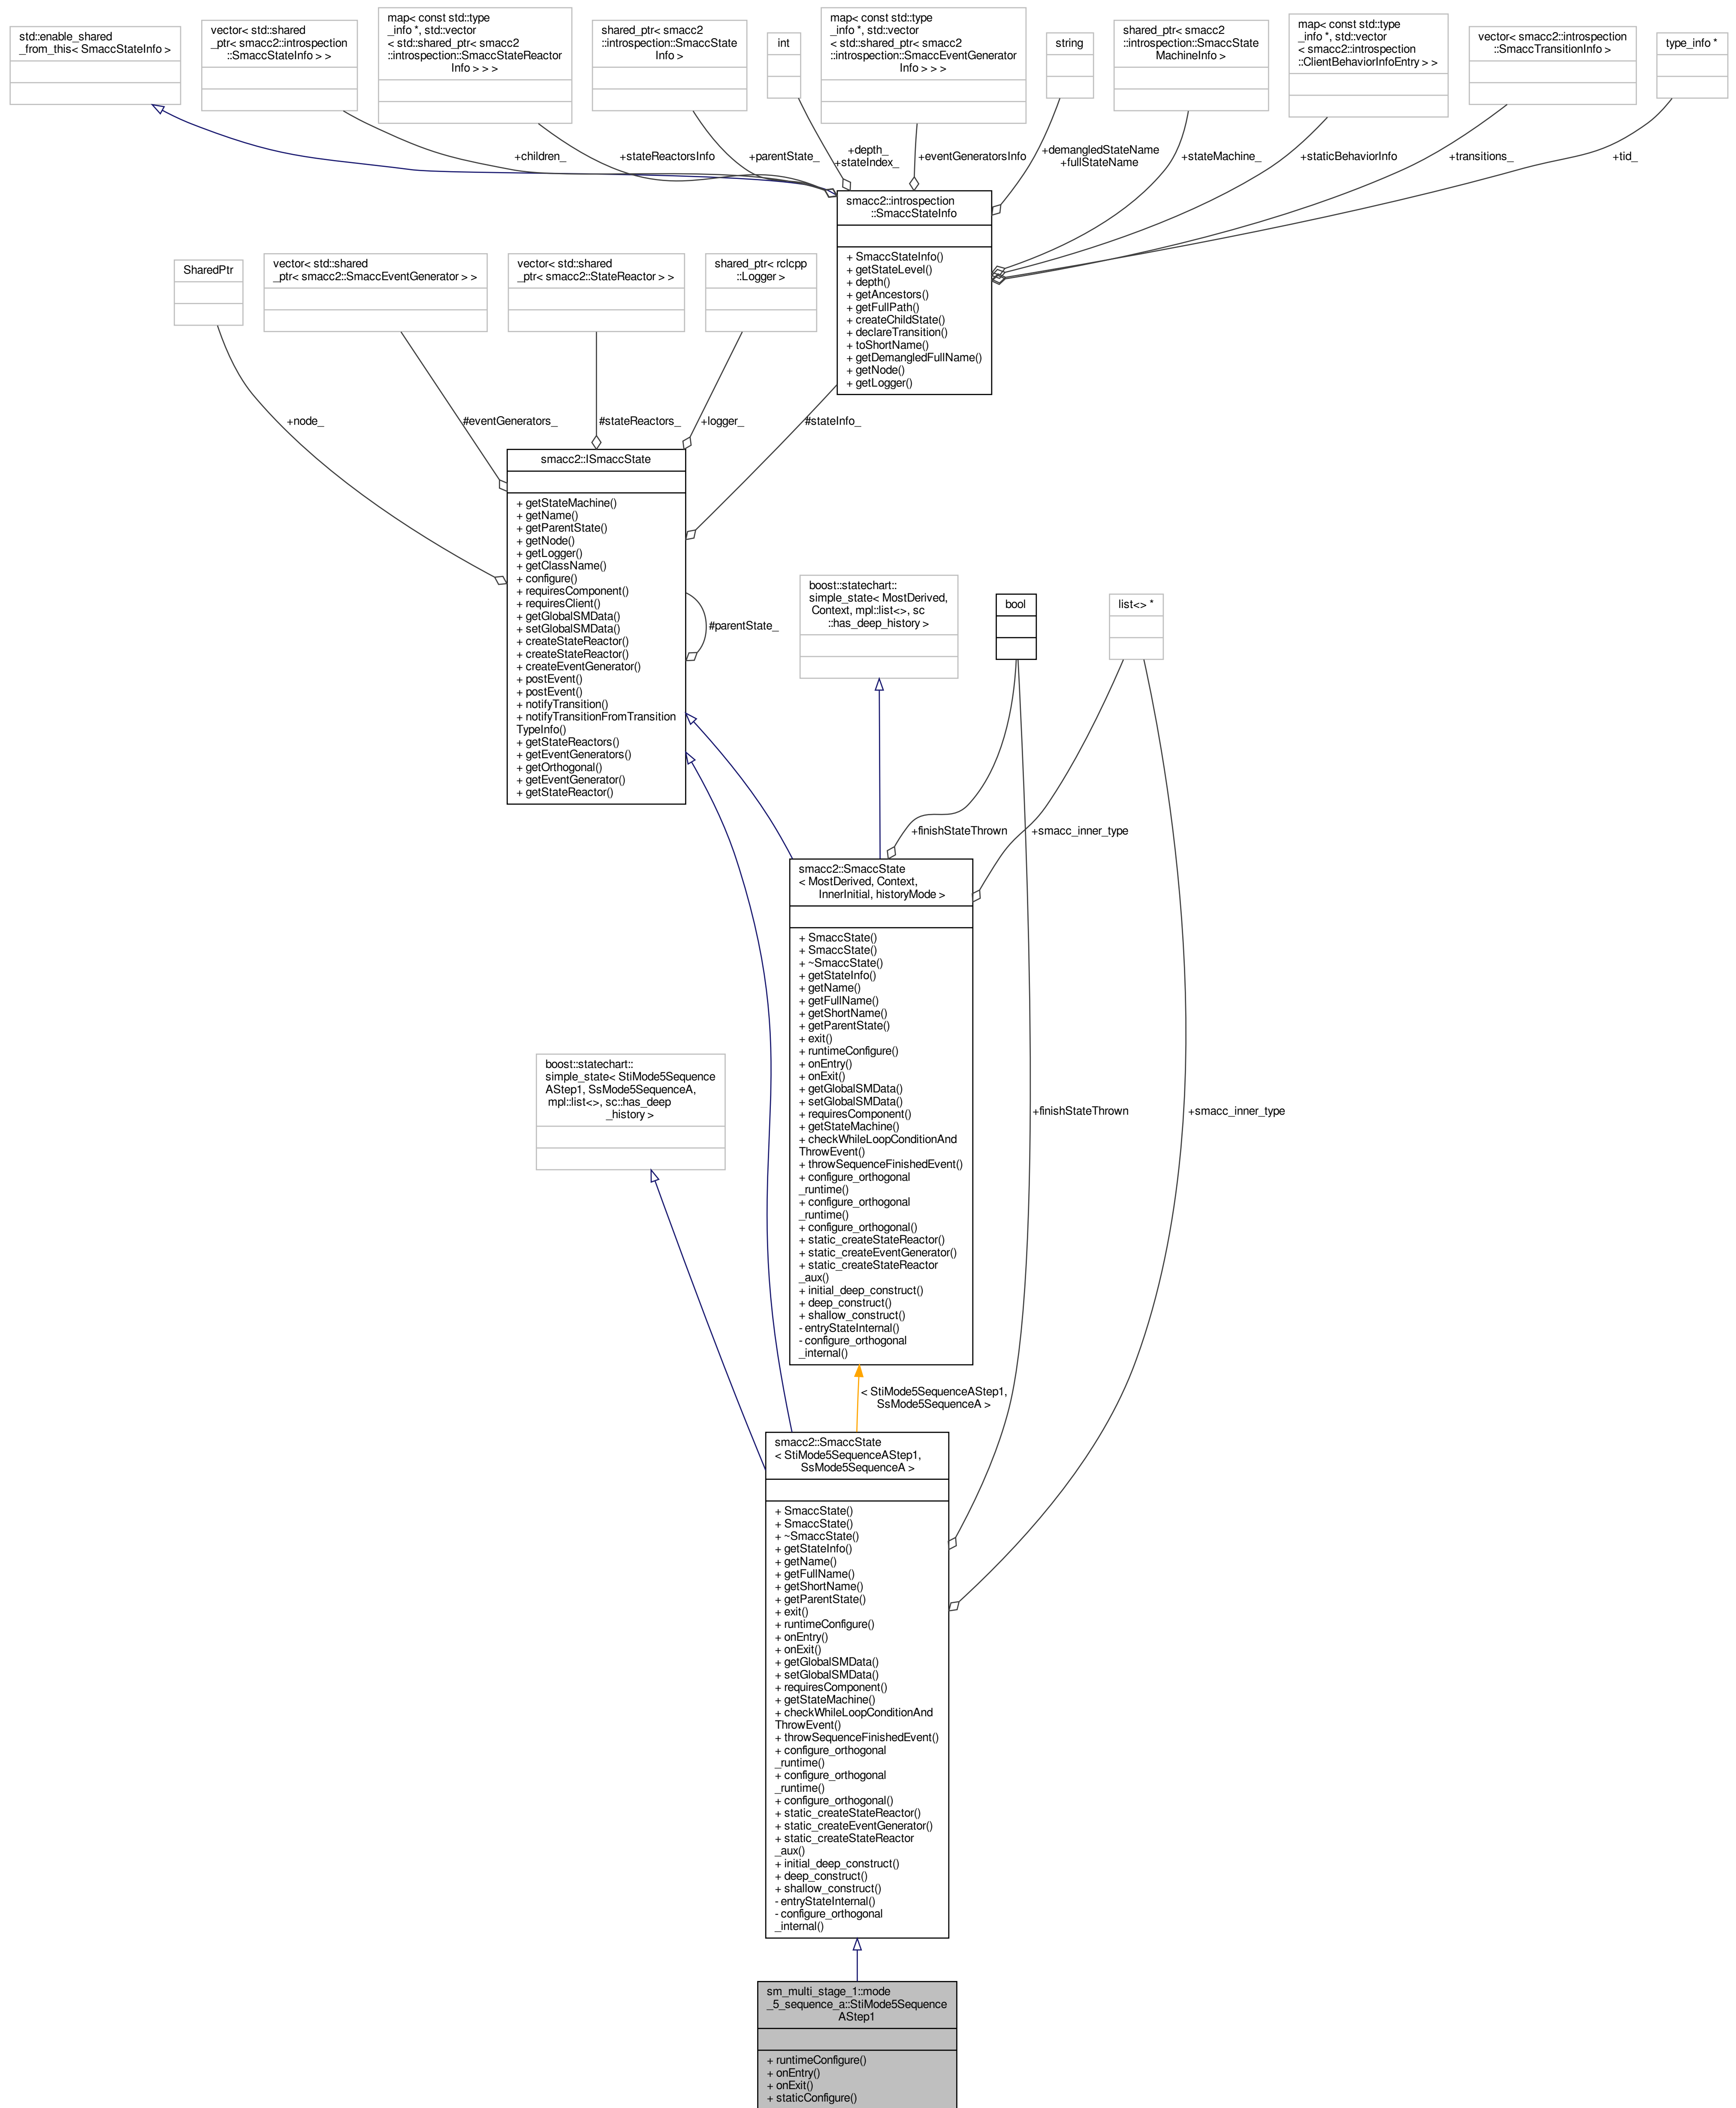 std::enable_shared
_from_this< SmaccStateInfo >
vector< std::shared
_ptr< smacc2::introspection
::SmaccStateInfo > >
map< const std::type
_info *, std::vector
< std::shared_ptr< smacc2
::introspection::SmaccStateReactor
Info > > >
shared_ptr< smacc2
::introspection::SmaccState
Info >
int
map< const std::type
_info *, std::vector
< std::shared_ptr< smacc2
::introspection::SmaccEventGenerator
Info > > >
string
shared_ptr< smacc2
::introspection::SmaccState
MachineInfo >
map< const std::type
_info *, std::vector
< smacc2::introspection
::ClientBehaviorInfoEntry > >
vector< smacc2::introspection
::SmaccTransitionInfo >
type_info *
+children_
+stateReactorsInfo
+parentState_
+depth_
+stateIndex_
+eventGeneratorsInfo
+demangledStateName
+fullStateName
+stateMachine_
+staticBehaviorInfo
+transitions_
+tid_
smacc2::introspection
::SmaccStateInfo
+ SmaccStateInfo()
+ getStateLevel()
+ depth()
+ getAncestors()
+ getFullPath()
+ createChildState()
+ declareTransition()
+ toShortName()
+ getDemangledFullName()
+ getNode()
+ getLogger()
SharedPtr
vector< std::shared
_ptr< smacc2::SmaccEventGenerator > >
vector< std::shared
_ptr< smacc2::StateReactor > >
shared_ptr< rclcpp
::Logger >
+node_
#eventGenerators_
#stateReactors_
+logger_
#stateInfo_
smacc2::ISmaccState
+ getStateMachine()
+ getName()
+ getParentState()
+ getNode()
+ getLogger()
+ getClassName()
+ configure()
+ requiresComponent()
+ requiresClient()
+ getGlobalSMData()
+ setGlobalSMData()
+ createStateReactor()
+ createStateReactor()
+ createEventGenerator()
+ postEvent()
+ postEvent()
+ notifyTransition()
+ notifyTransitionFromTransition
TypeInfo()
+ getStateReactors()
+ getEventGenerators()
+ getOrthogonal()
+ getEventGenerator()
+ getStateReactor()
#parentState_
boost::statechart::
simple_state< MostDerived,
Context, mpl::list<>, sc
::has_deep_history >
bool
list<> *
+finishStateThrown
+smacc_inner_type
smacc2::SmaccState
< MostDerived, Context,
InnerInitial, historyMode >
+ SmaccState()
+ SmaccState()
+ ~SmaccState()
+ getStateInfo()
+ getName()
+ getFullName()
+ getShortName()
+ getParentState()
+ exit()
+ runtimeConfigure()
+ onEntry()
+ onExit()
+ getGlobalSMData()
+ setGlobalSMData()
+ requiresComponent()
+ getStateMachine()
+ checkWhileLoopConditionAnd
ThrowEvent()
+ throwSequenceFinishedEvent()
+ configure_orthogonal
_runtime()
+ configure_orthogonal
_runtime()
+ configure_orthogonal()
+ static_createStateReactor()
+ static_createEventGenerator()
+ static_createStateReactor
_aux()
+ initial_deep_construct()
+ deep_construct()
+ shallow_construct()
- entryStateInternal()
- configure_orthogonal
_internal()
boost::statechart::
simple_state< StiMode5Sequence
AStep1, SsMode5SequenceA,
mpl::list<>, sc::has_deep
_history >
+finishStateThrown
+smacc_inner_type
< StiMode5SequenceAStep1,
SsMode5SequenceA >
smacc2::SmaccState
< StiMode5SequenceAStep1,
SsMode5SequenceA >
+ SmaccState()
+ SmaccState()
+ ~SmaccState()
+ getStateInfo()
+ getName()
+ getFullName()
+ getShortName()
+ getParentState()
+ exit()
+ runtimeConfigure()
+ onEntry()
+ onExit()
+ getGlobalSMData()
+ setGlobalSMData()
+ requiresComponent()
+ getStateMachine()
+ checkWhileLoopConditionAnd
ThrowEvent()
+ throwSequenceFinishedEvent()
+ configure_orthogonal
_runtime()
+ configure_orthogonal
_runtime()
+ configure_orthogonal()
+ static_createStateReactor()
+ static_createEventGenerator()
+ static_createStateReactor
_aux()
+ initial_deep_construct()
+ deep_construct()
+ shallow_construct()
- entryStateInternal()
- configure_orthogonal
_internal()
sm_multi_stage_1::mode
_5_sequence_a::StiMode5Sequence
AStep1
+ runtimeConfigure()
+ onEntry()
+ onExit()
+ staticConfigure()